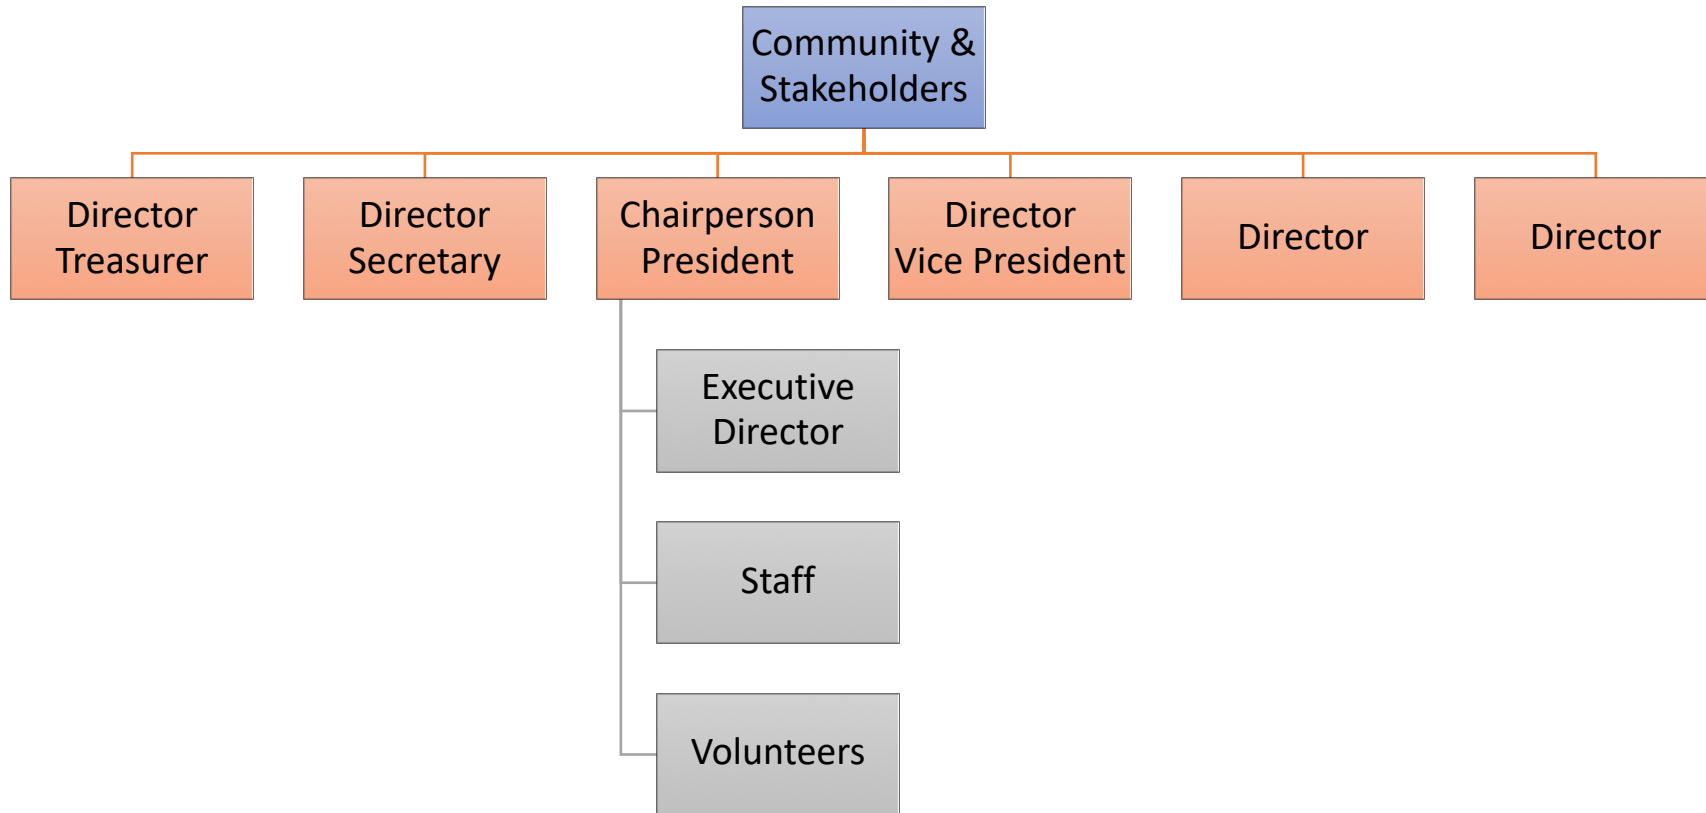 Community &
Stakeholders
Director
Treasurer
Director
Secretary
Chairperson
President
Director
Vice President
Director
Director
Executive
Director
Staff
Volunteers